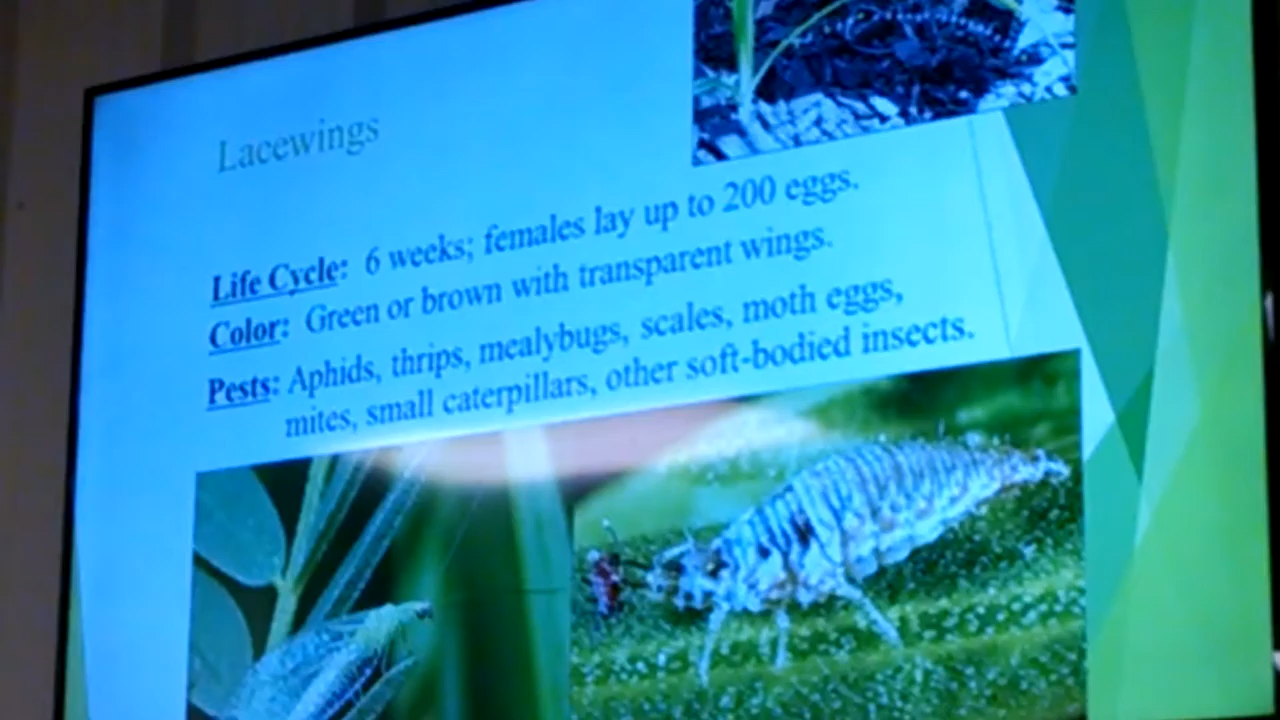 Lacewings
Life Cycle: 6 weeks; females lay up to 200 eggs.
Color: Green or brown with transparent wings.
Pests: Aphids, thrips, mealybugs, scales, moth eggs,
mites, small caterpillars, other soft-bodied insects.